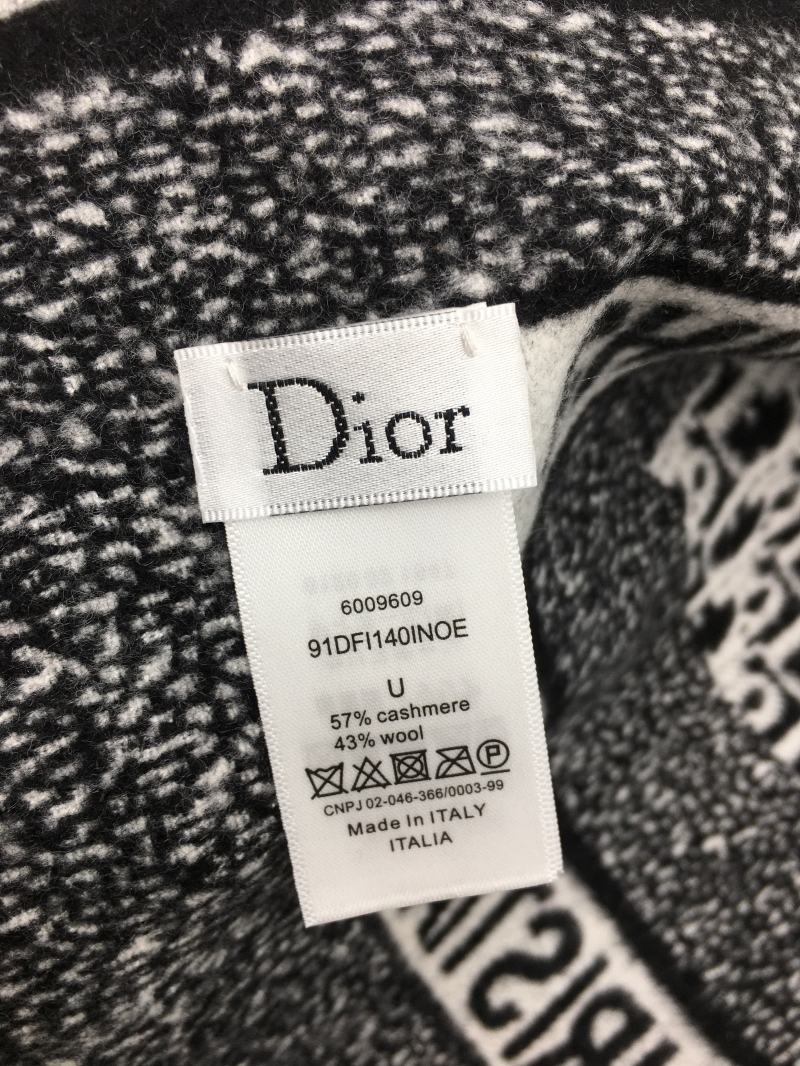 Dior
6009609
91DFI140INOE
U
57% cashmere
43% wool
P
CNPJ 02-046-366/0003-99
Made In ITALY
ITALIA